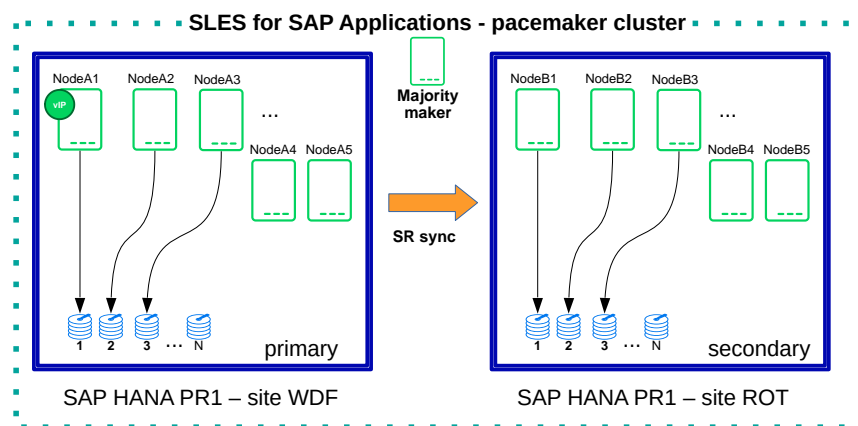 SLES for SAP Applications - pacemaker cluster
NodeA1
NodeA2
NodeA3
vIP
...
NodeA4
NodeA5
1
2
3
...
N
primary
SAP HANA PR1 – site WDF
Majority
maker
SR sync
NodeB1
NodeB2
NodeB3
...
NodeB4
NodeB5
1
2
3
...
N
secondary
SAP HANA PR1 – site ROT